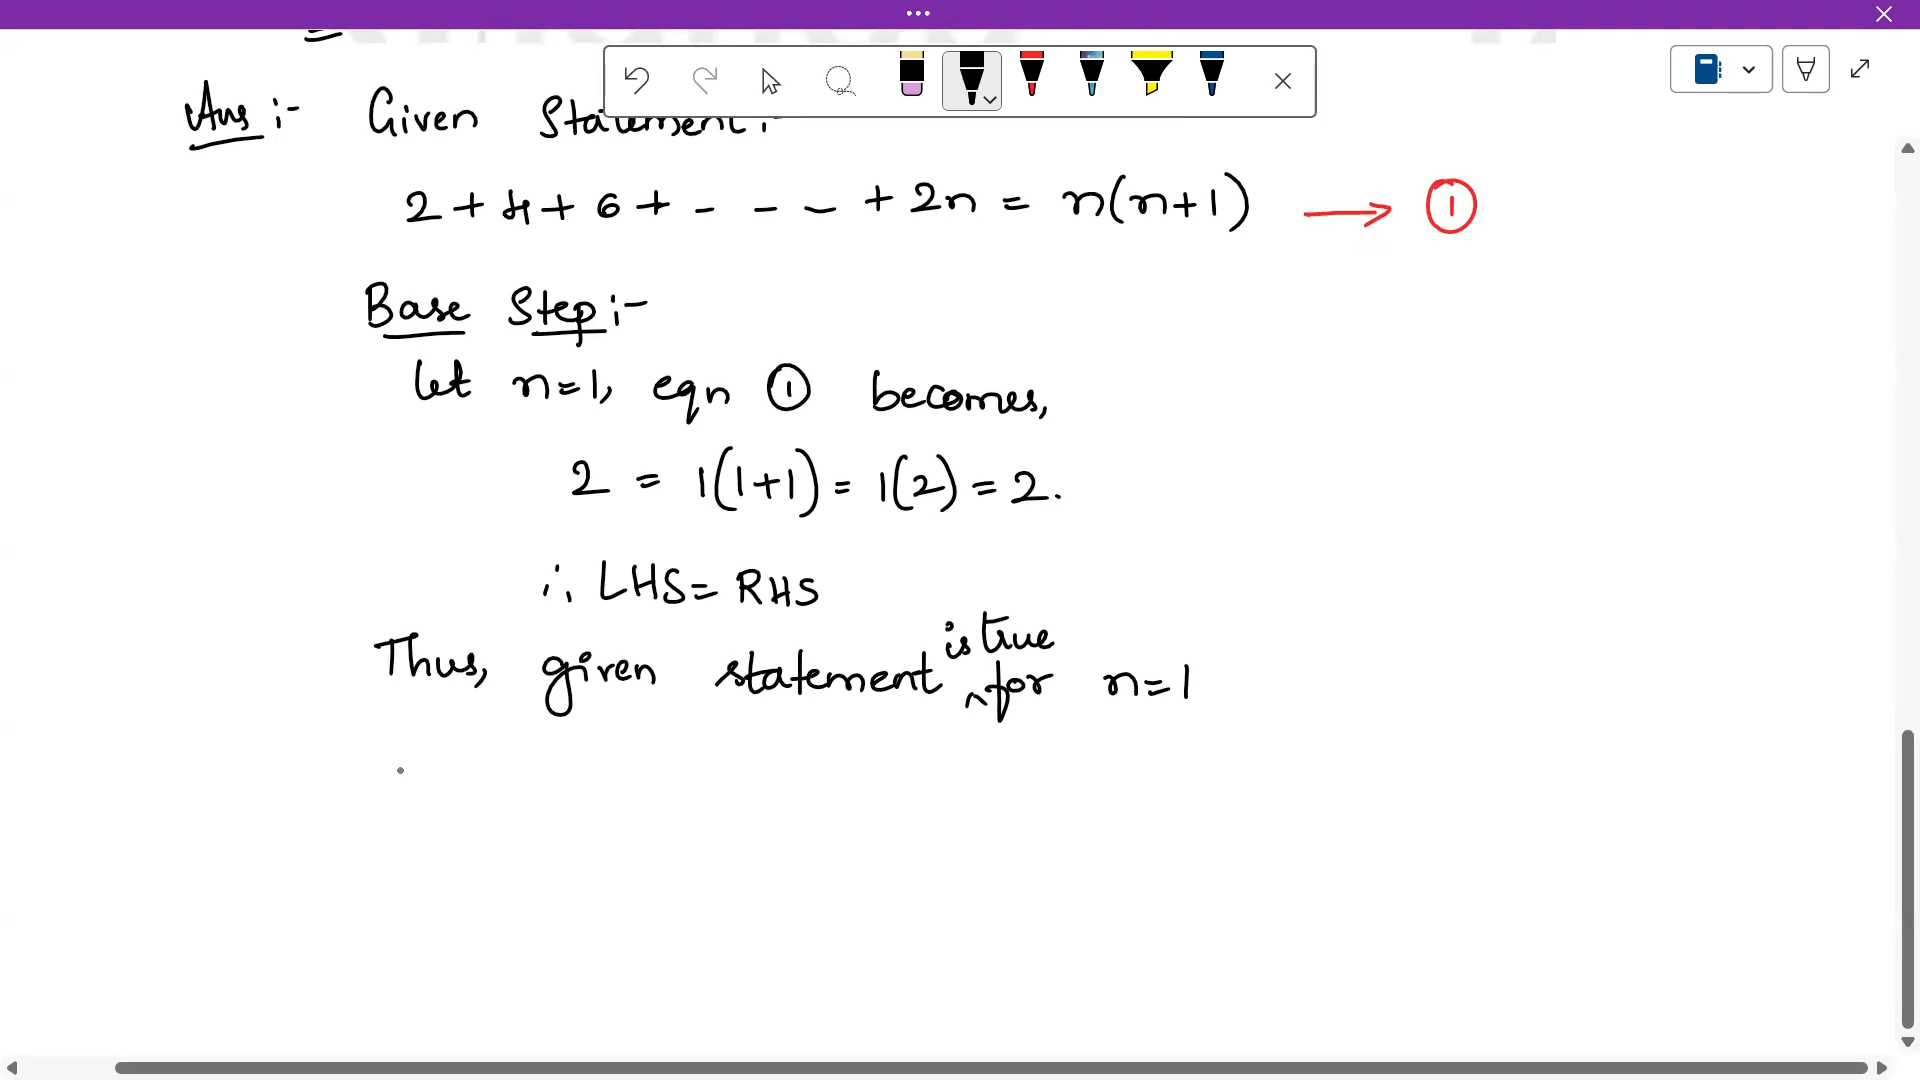 Ans :- Given Statement :-
2 + 4 + 6 + - - - + 2n = n(n+1) → ①
Base Step :-
let n=1, eqn ① becomes,
2 = 1(1+1) = 1(2) = 2.
∴ LHS = RHS
is true
Thus, given statement ^ for n=1